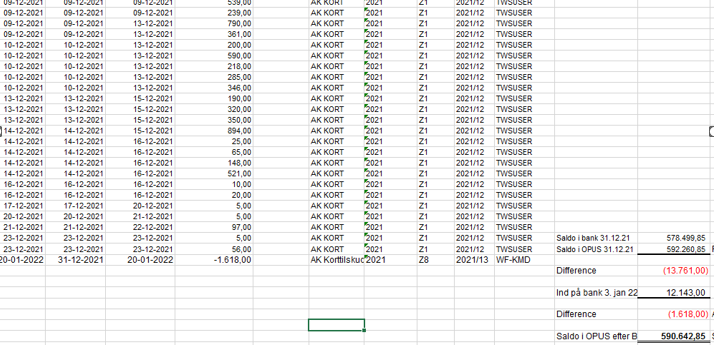 09-12-2021 09-12-2021 09-12-2021 539,00 AK KORT 2021 Z1 2021/12 TWSUSER
09-12-2021 09-12-2021 09-12-2021 239,00 AK KORT 2021 Z1 2021/12 TWSUSER
09-12-2021 09-12-2021 13-12-2021 790,00 AK KORT 2021 Z1 2021/12 TWSUSER
09-12-2021 09-12-2021 13-12-2021 361,00 AK KORT 2021 Z1 2021/12 TWSUSER
10-12-2021 10-12-2021 13-12-2021 200,00 AK KORT 2021 Z1 2021/12 TWSUSER
10-12-2021 10-12-2021 13-12-2021 590,00 AK KORT 2021 Z1 2021/12 TWSUSER
10-12-2021 10-12-2021 13-12-2021 218,00 AK KORT 2021 Z1 2021/12 TWSUSER
10-12-2021 10-12-2021 13-12-2021 285,00 AK KORT 2021 Z1 2021/12 TWSUSER
10-12-2021 10-12-2021 13-12-2021 346,00 AK KORT 2021 Z1 2021/12 TWSUSER
13-12-2021 13-12-2021 15-12-2021 190,00 AK KORT 2021 Z1 2021/12 TWSUSER
13-12-2021 13-12-2021 15-12-2021 320,00 AK KORT 2021 Z1 2021/12 TWSUSER
13-12-2021 13-12-2021 15-12-2021 350,00 AK KORT 2021 Z1 2021/12 TWSUSER
14-12-2021 14-12-2021 15-12-2021 894,00 AK KORT 2021 Z1 2021/12 TWSUSER
14-12-2021 14-12-2021 16-12-2021 25,00 AK KORT 2021 Z1 2021/12 TWSUSER
14-12-2021 14-12-2021 16-12-2021 65,00 AK KORT 2021 Z1 2021/12 TWSUSER
14-12-2021 14-12-2021 16-12-2021 148,00 AK KORT 2021 Z1 2021/12 TWSUSER
14-12-2021 14-12-2021 16-12-2021 521,00 AK KORT 2021 Z1 2021/12 TWSUSER
16-12-2021 16-12-2021 16-12-2021 10,00 AK KORT 2021 Z1 2021/12 TWSUSER
16-12-2021 16-12-2021 16-12-2021 20,00 AK KORT 2021 Z1 2021/12 TWSUSER
17-12-2021 17-12-2021 20-12-2021 5,00 AK KORT 2021 Z1 2021/12 TWSUSER
20-12-2021 20-12-2021 21-12-2021 5,00 AK KORT 2021 Z1 2021/12 TWSUSER
21-12-2021 21-12-2021 22-12-2021 97,00 AK KORT 2021 Z1 2021/12 TWSUSER
23-12-2021 23-12-2021 23-12-2021 5,00 AK KORT 2021 Z1 2021/12 TWSUSER Saldo i bank 31.12.21 578.499,85
23-12-2021 23-12-2021 23-12-2021 56,00 AK KORT 2021 Z1 2021/12 TWSUSER Saldo i OPUS 31.12.21 592.260,85
20-01-2022 31-12-2021 20-01-2022 -1.618,00 AK Korttilskud 2021 Z8 2021/13 WF-KMD
Difference (13.761,00)
Ind på bank 3. jan 22 12.143,00
Difference (1.618,00)
Saldo i OPUS efter B 590.642,85